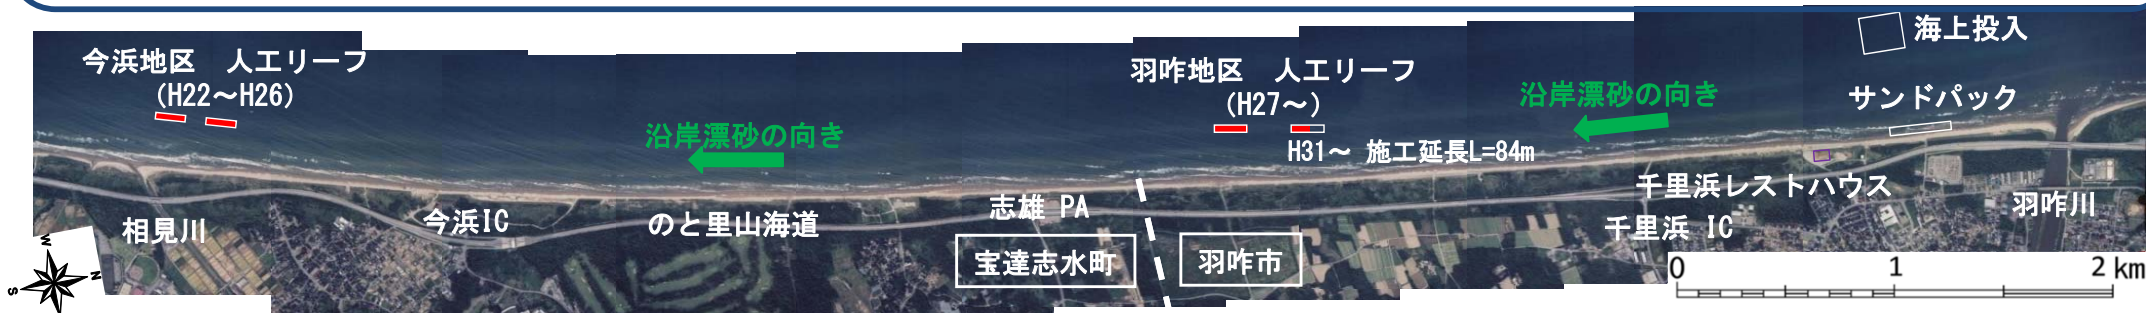 海上投入
今浜地区　人工リーフ
(H22～H26)
羽咋地区　人工リーフ
(H27～)
沿岸漂砂の向き
サンドパック
沿岸漂砂の向き
H31～ 施工延長L=84m
千里浜レストハウス
志雄 PA
羽咋川
相見川
今浜IC
のと里山海道
千里浜 IC
宝達志水町
羽咋市
W
N
S
0
1
2 km